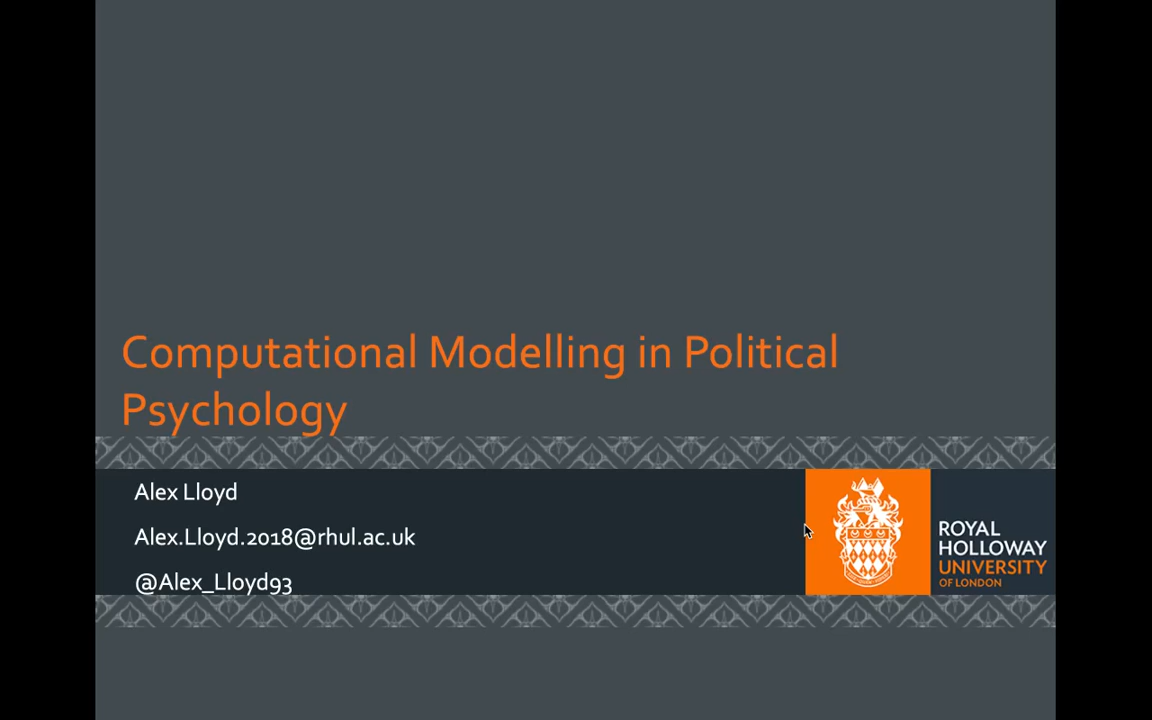 Computational Modelling in Political
Psychology
Alex Lloyd
Alex.Lloyd.2018@rhul.ac.uk
@Alex_Lloyd93
ROYAL
HOLLOWAY
UNIVERSITY
OF LONDON